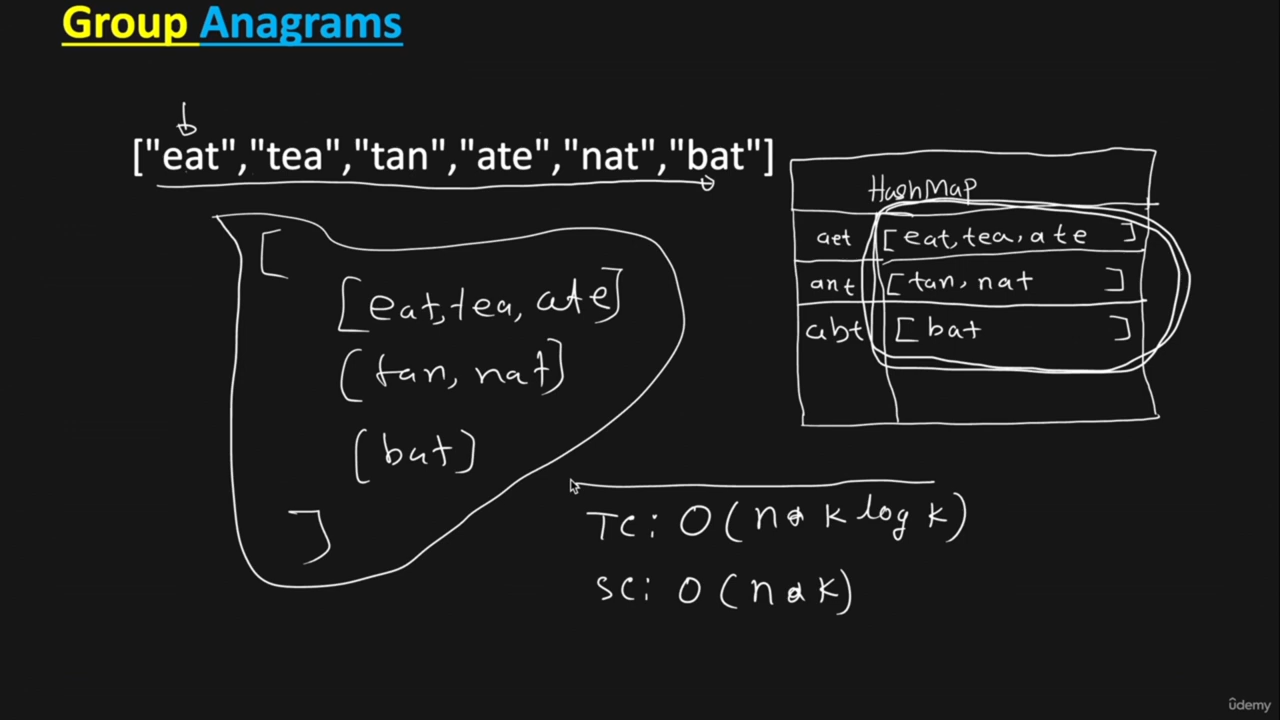 Group Anagrams
["eat","tea","tan","ate","nat","bat"]
HashMap
aet [eat, tea, ate ]
ant [tan, nat ]
abt [bat ]
[
[eat, tea, ate]
[tan, nat]
[bat]
]
TC: O(n * k log k)
SC: O(n * k)
ûdemy